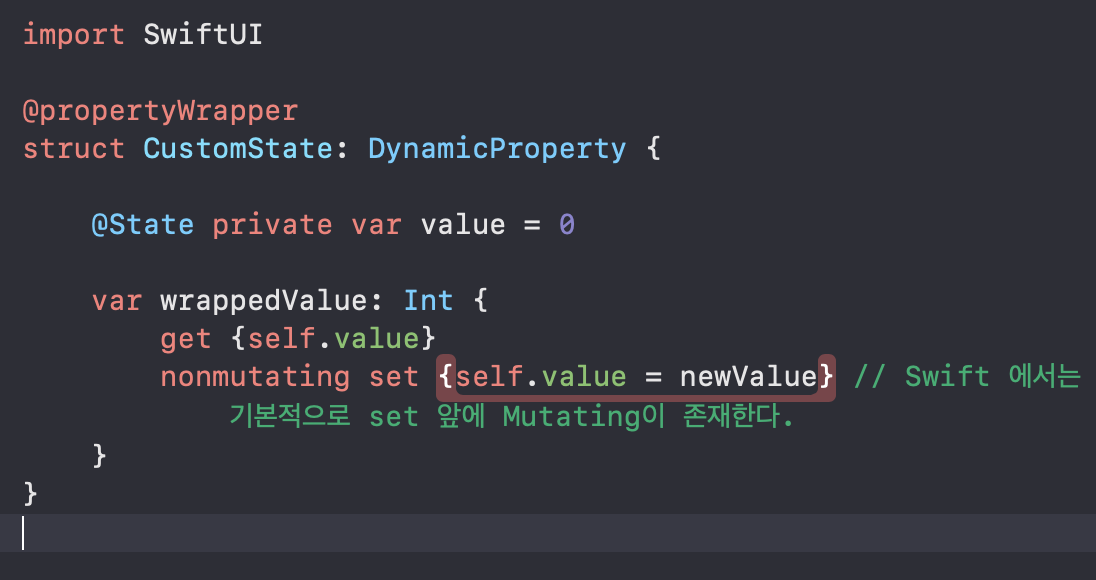 import SwiftUI
@propertyWrapper
struct CustomState: DynamicProperty {
@State private var value = 0
var wrappedValue: Int {
get {self.value}
nonmutating set {self.value = newValue} // Swift 에서는
기본적으로 set 앞에 Mutating이 존재한다.
}
}